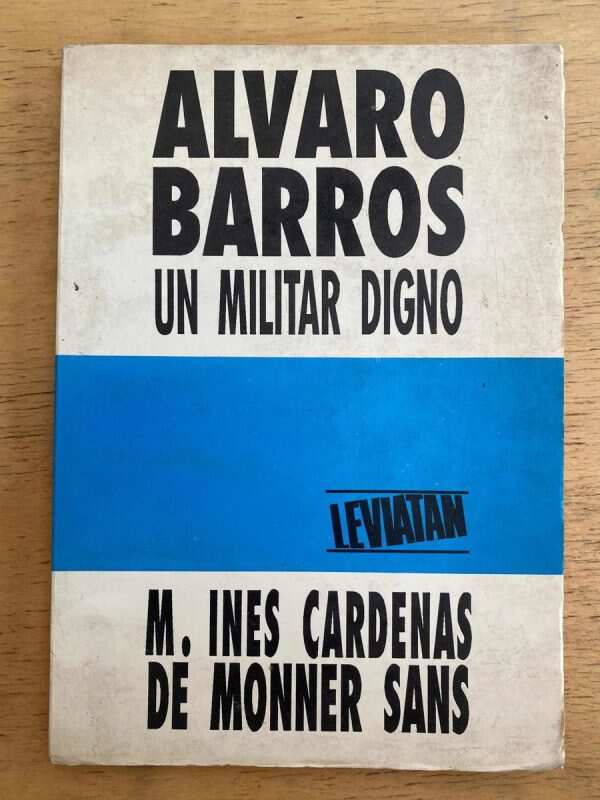 ALVARO
BARROS
UN MILITAR DIGNO
LEVIATAN
M. INES CARDENAS
DE MONNER SANS